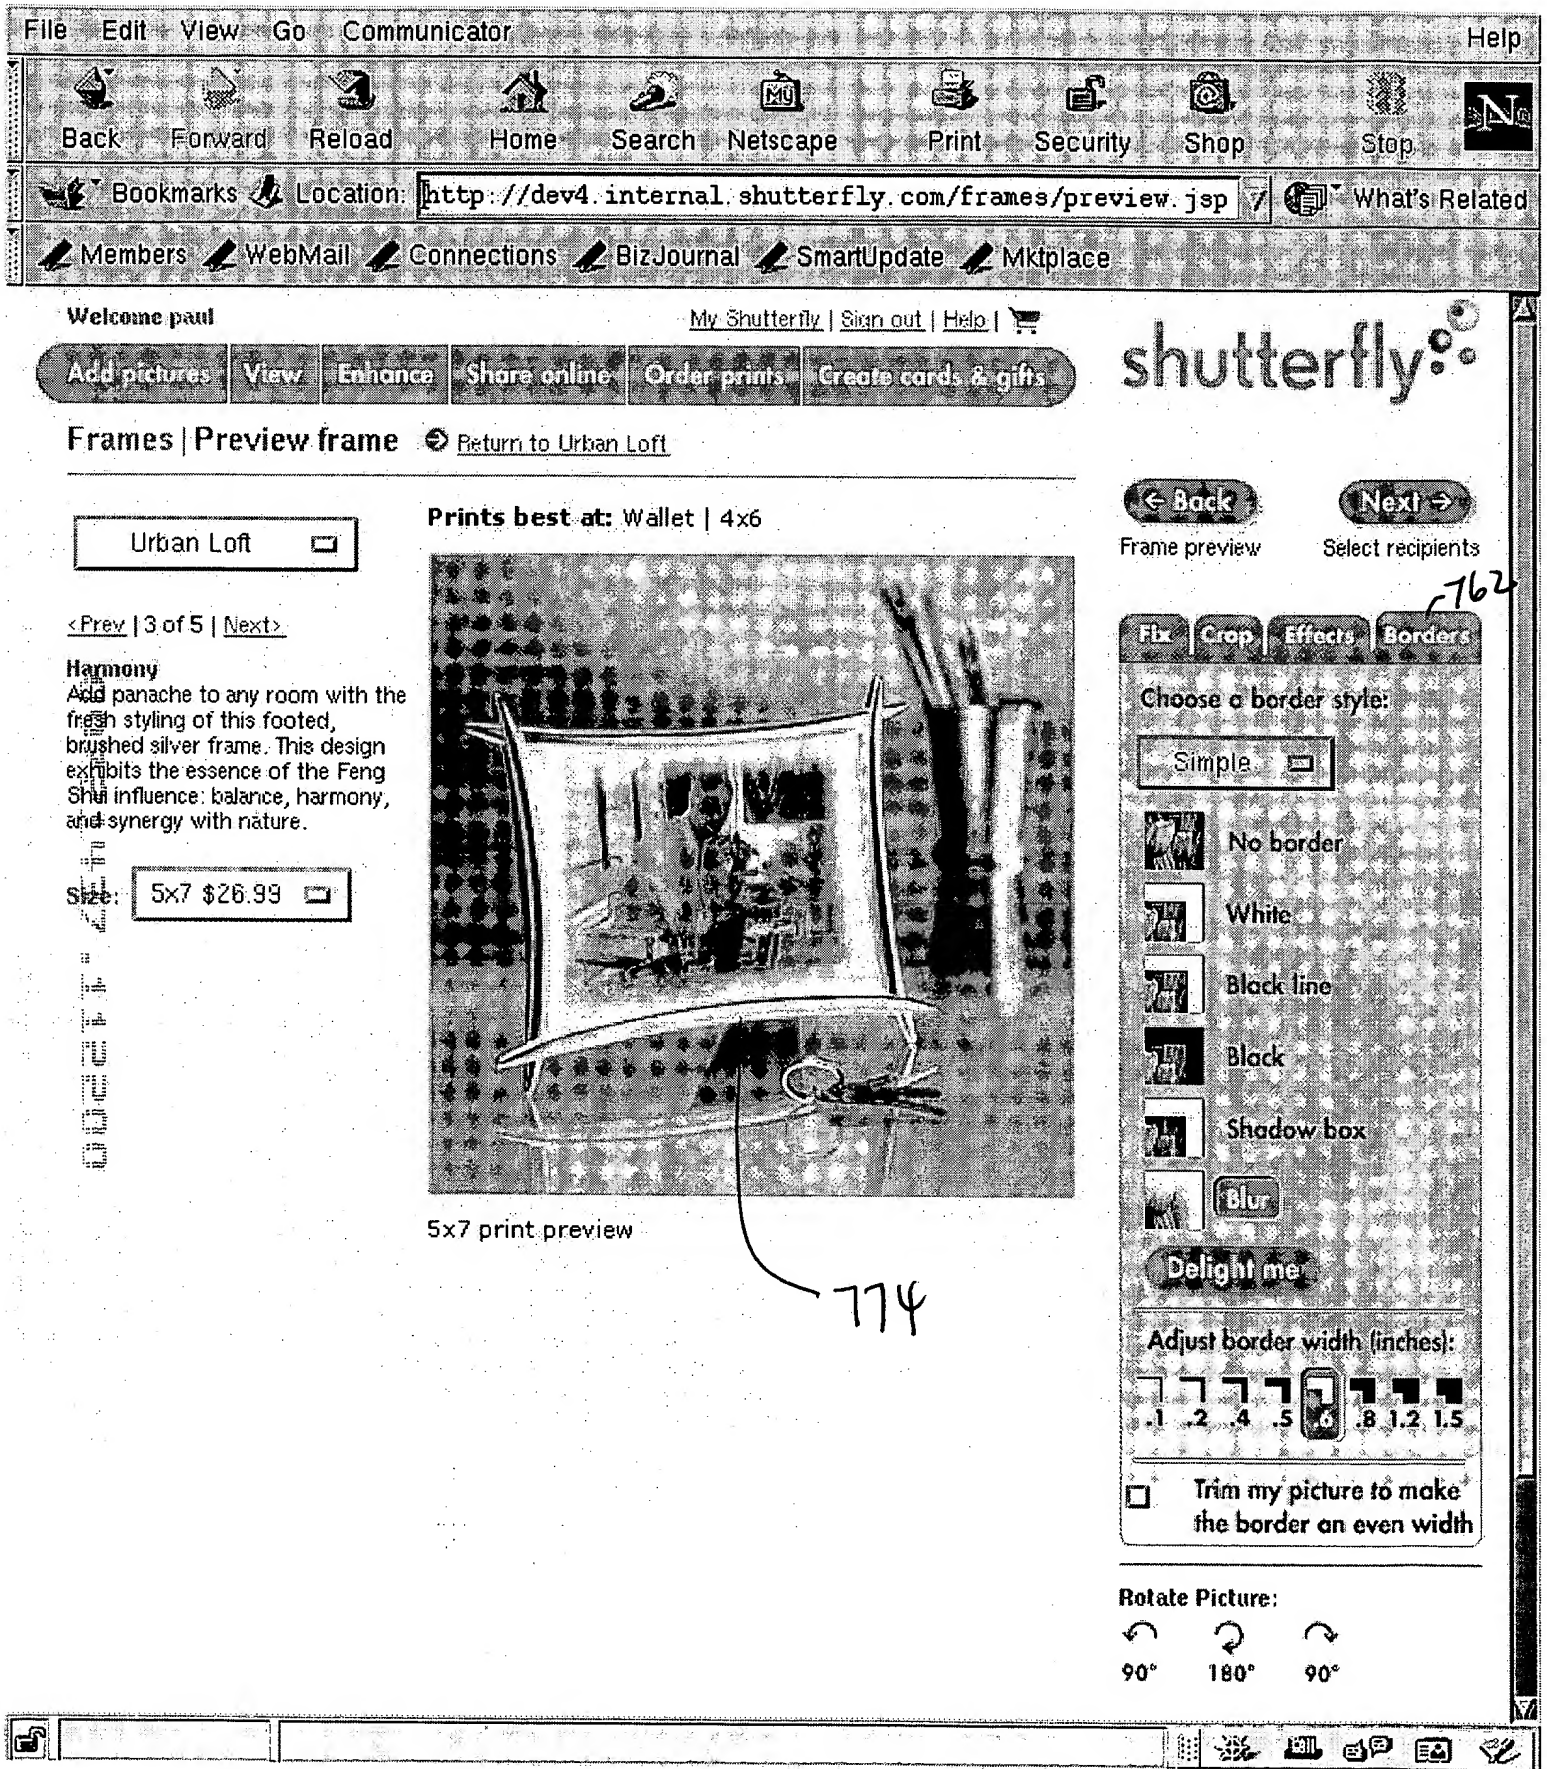 File Edit View Go Communicator Help
Back Forward Reload Home Search Netscape Print Security Shop Stop
Bookmarks Location: http://dev4.internal.shutterfly.com/frames/preview.jsp What's Related
Members WebMail Connections BizJournal SmartUpdate Mktplace
Welcome paul My Shutterfly | Sign out | Help |
shutterfly
Add pictures View Enhance Share online Order prints Create cards & gifts
Frames | Preview frame Return to Urban Loft
Back Next
Frame preview Select recipients
Urban Loft
Prints best at: Wallet | 4x6
<Prev | 3 of 5 | Next>
Harmony
Add panache to any room with the
fresh styling of this footed,
brushed silver frame. This design
exhibits the essence of the Feng
Shui influence: balance, harmony,
and synergy with nature.
Size: 5x7 $26.99
5x7 print preview
774
762
Fix Crop Effects Borders
Choose a border style:
Simple
No border
White
Black line
Black
Shadow box
Blur
Delight me
Adjust border width (inches):
.1 .2 .4 .5 .6 .8 1.2 1.5
Trim my picture to make
the border an even width
Rotate Picture:
90° 180° 90°